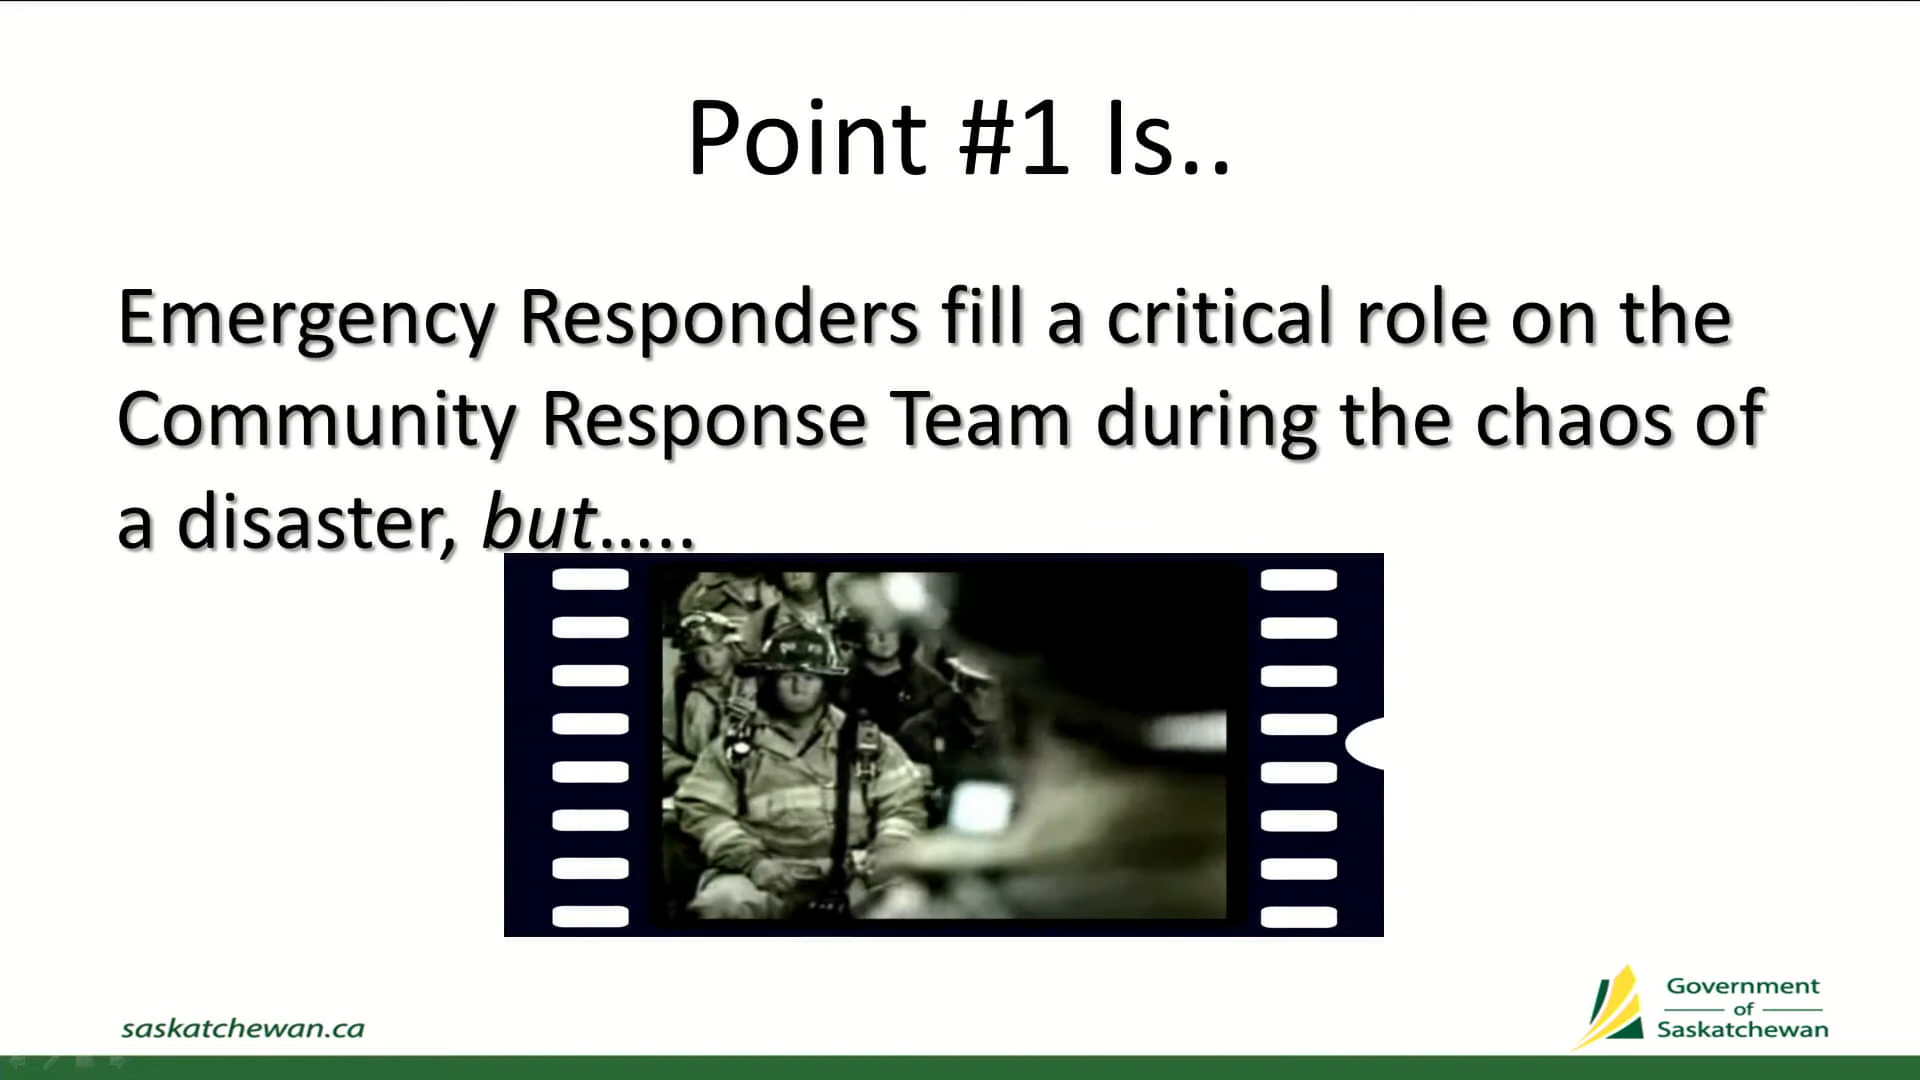 Point #1 Is..
Emergency Responders fill a critical role on the
Community Response Team during the chaos of
a disaster, but.....
saskatchewan.ca
Government
of
Saskatchewan